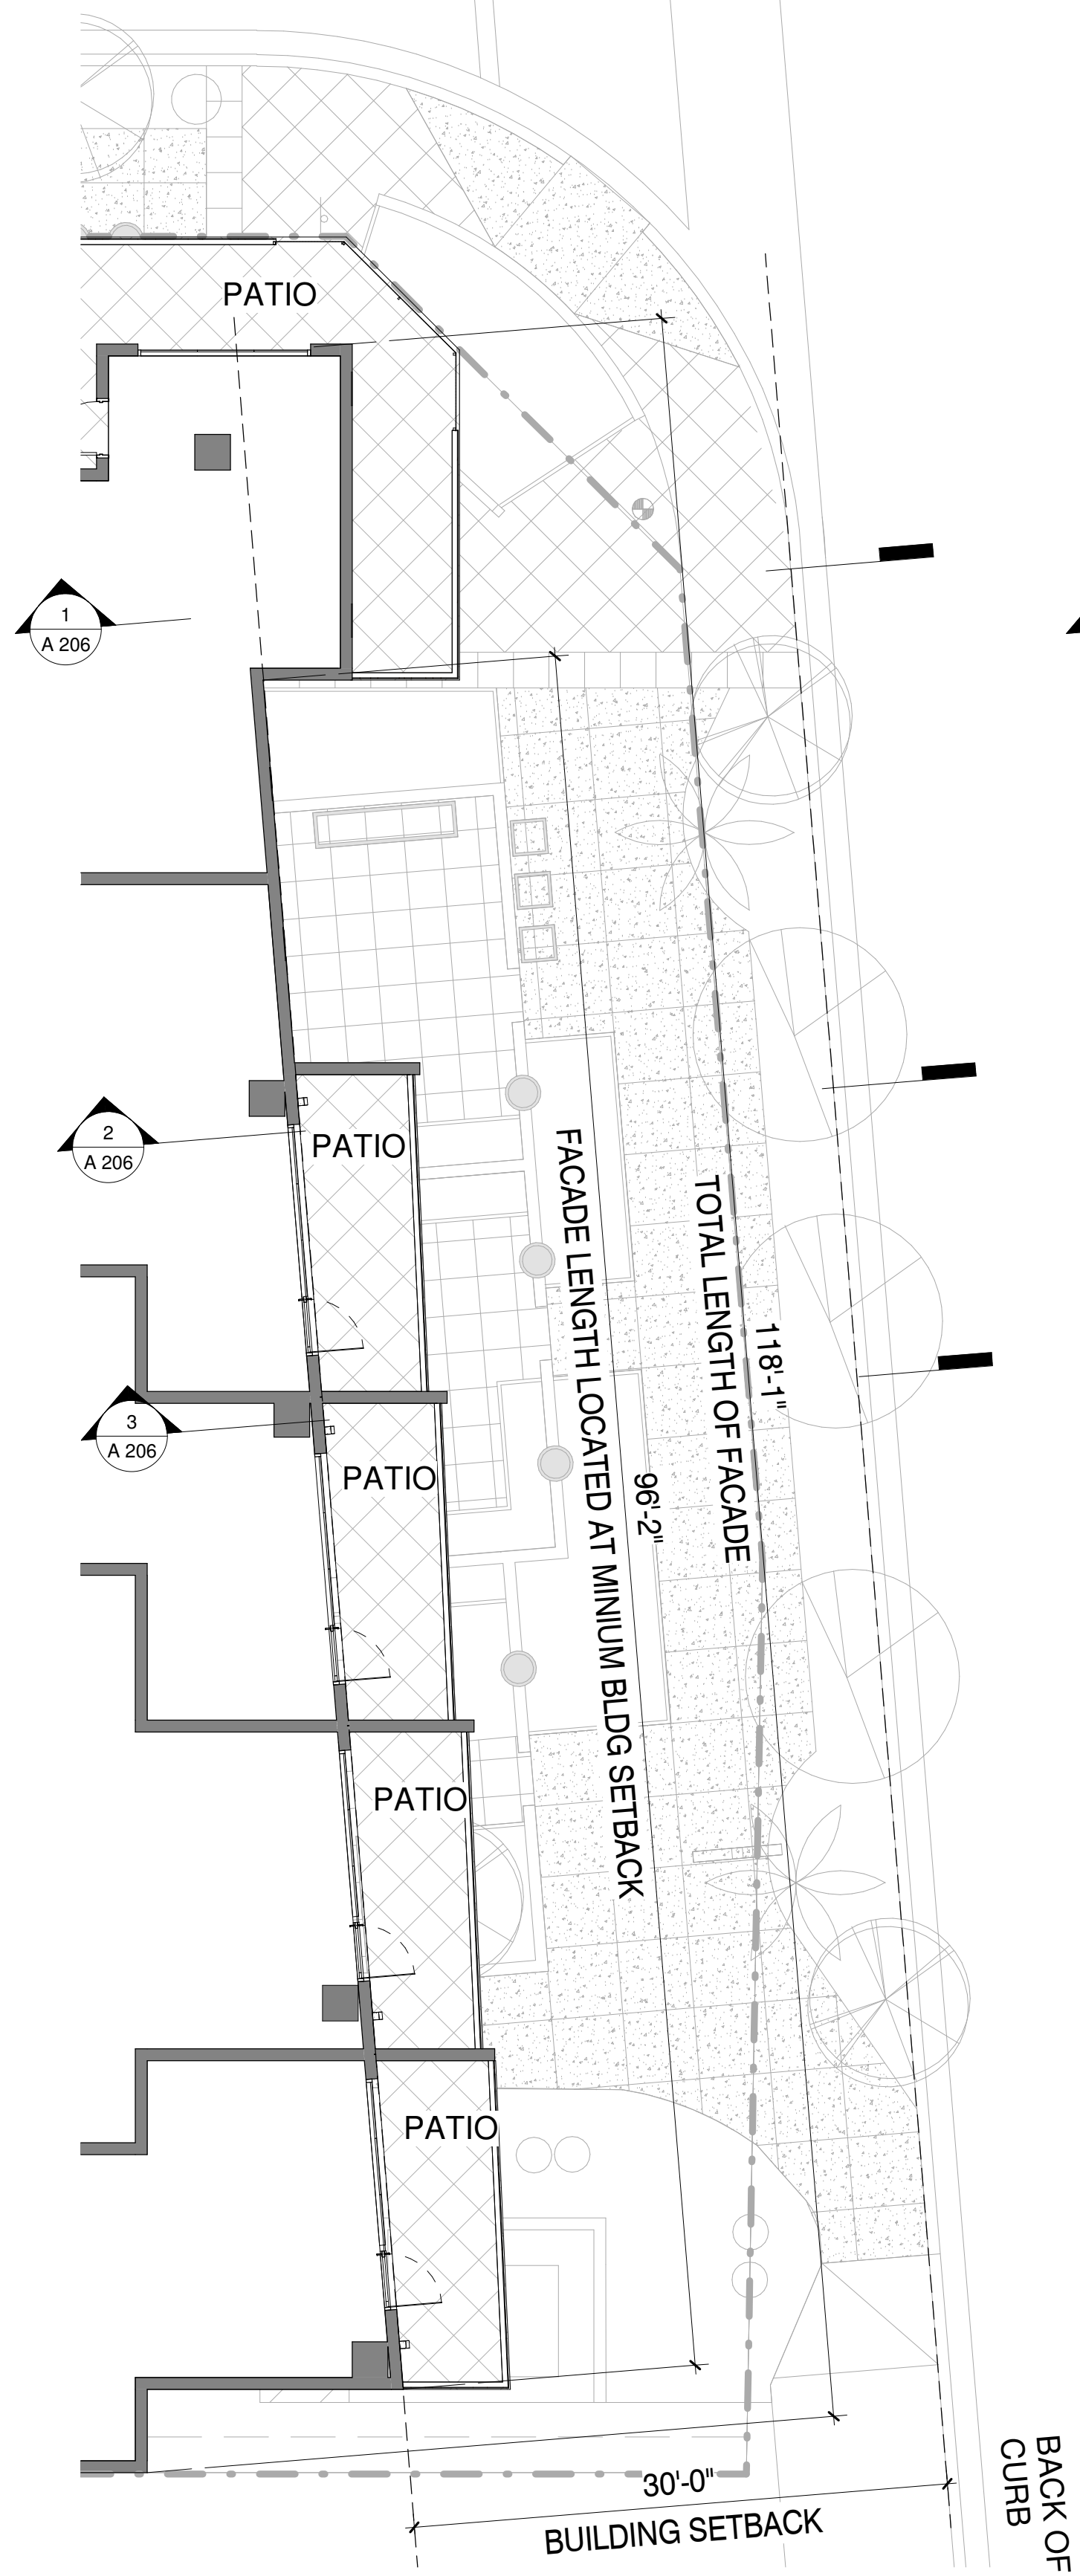 PATIO
1
A 206
2
A 206
PATIO
FACADE LENGTH LOCATED AT MINIUM BLDG SETBACK
96'-2"
TOTAL LENGTH OF FACADE
118'-1"
3
A 206
PATIO
PATIO
PATIO
30'-0"
BUILDING SETBACK
BACK OF
CURB